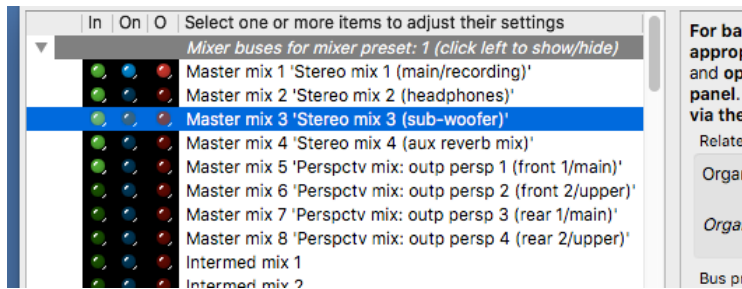 In On O Select one or more items to adjust their settings
Mixer buses for mixer preset: 1 (click left to show/hide)
Master mix 1 'Stereo mix 1 (main/recording)'
Master mix 2 'Stereo mix 2 (headphones)'
Master mix 3 'Stereo mix 3 (sub-woofer)'
Master mix 4 'Stereo mix 4 (aux reverb mix)'
Master mix 5 'Perspctv mix: outp persp 1 (front 1/main)'
Master mix 6 'Perspctv mix: outp persp 2 (front 2/upper)'
Master mix 7 'Perspctv mix: outp persp 3 (rear 1/main)'
Master mix 8 'Perspctv mix: outp persp 4 (rear 2/upper)'
Intermed mix 1
Intermed mix 2
For ba
approp
and op
panel.
via the
Relate
Orga
Orga
Bus p